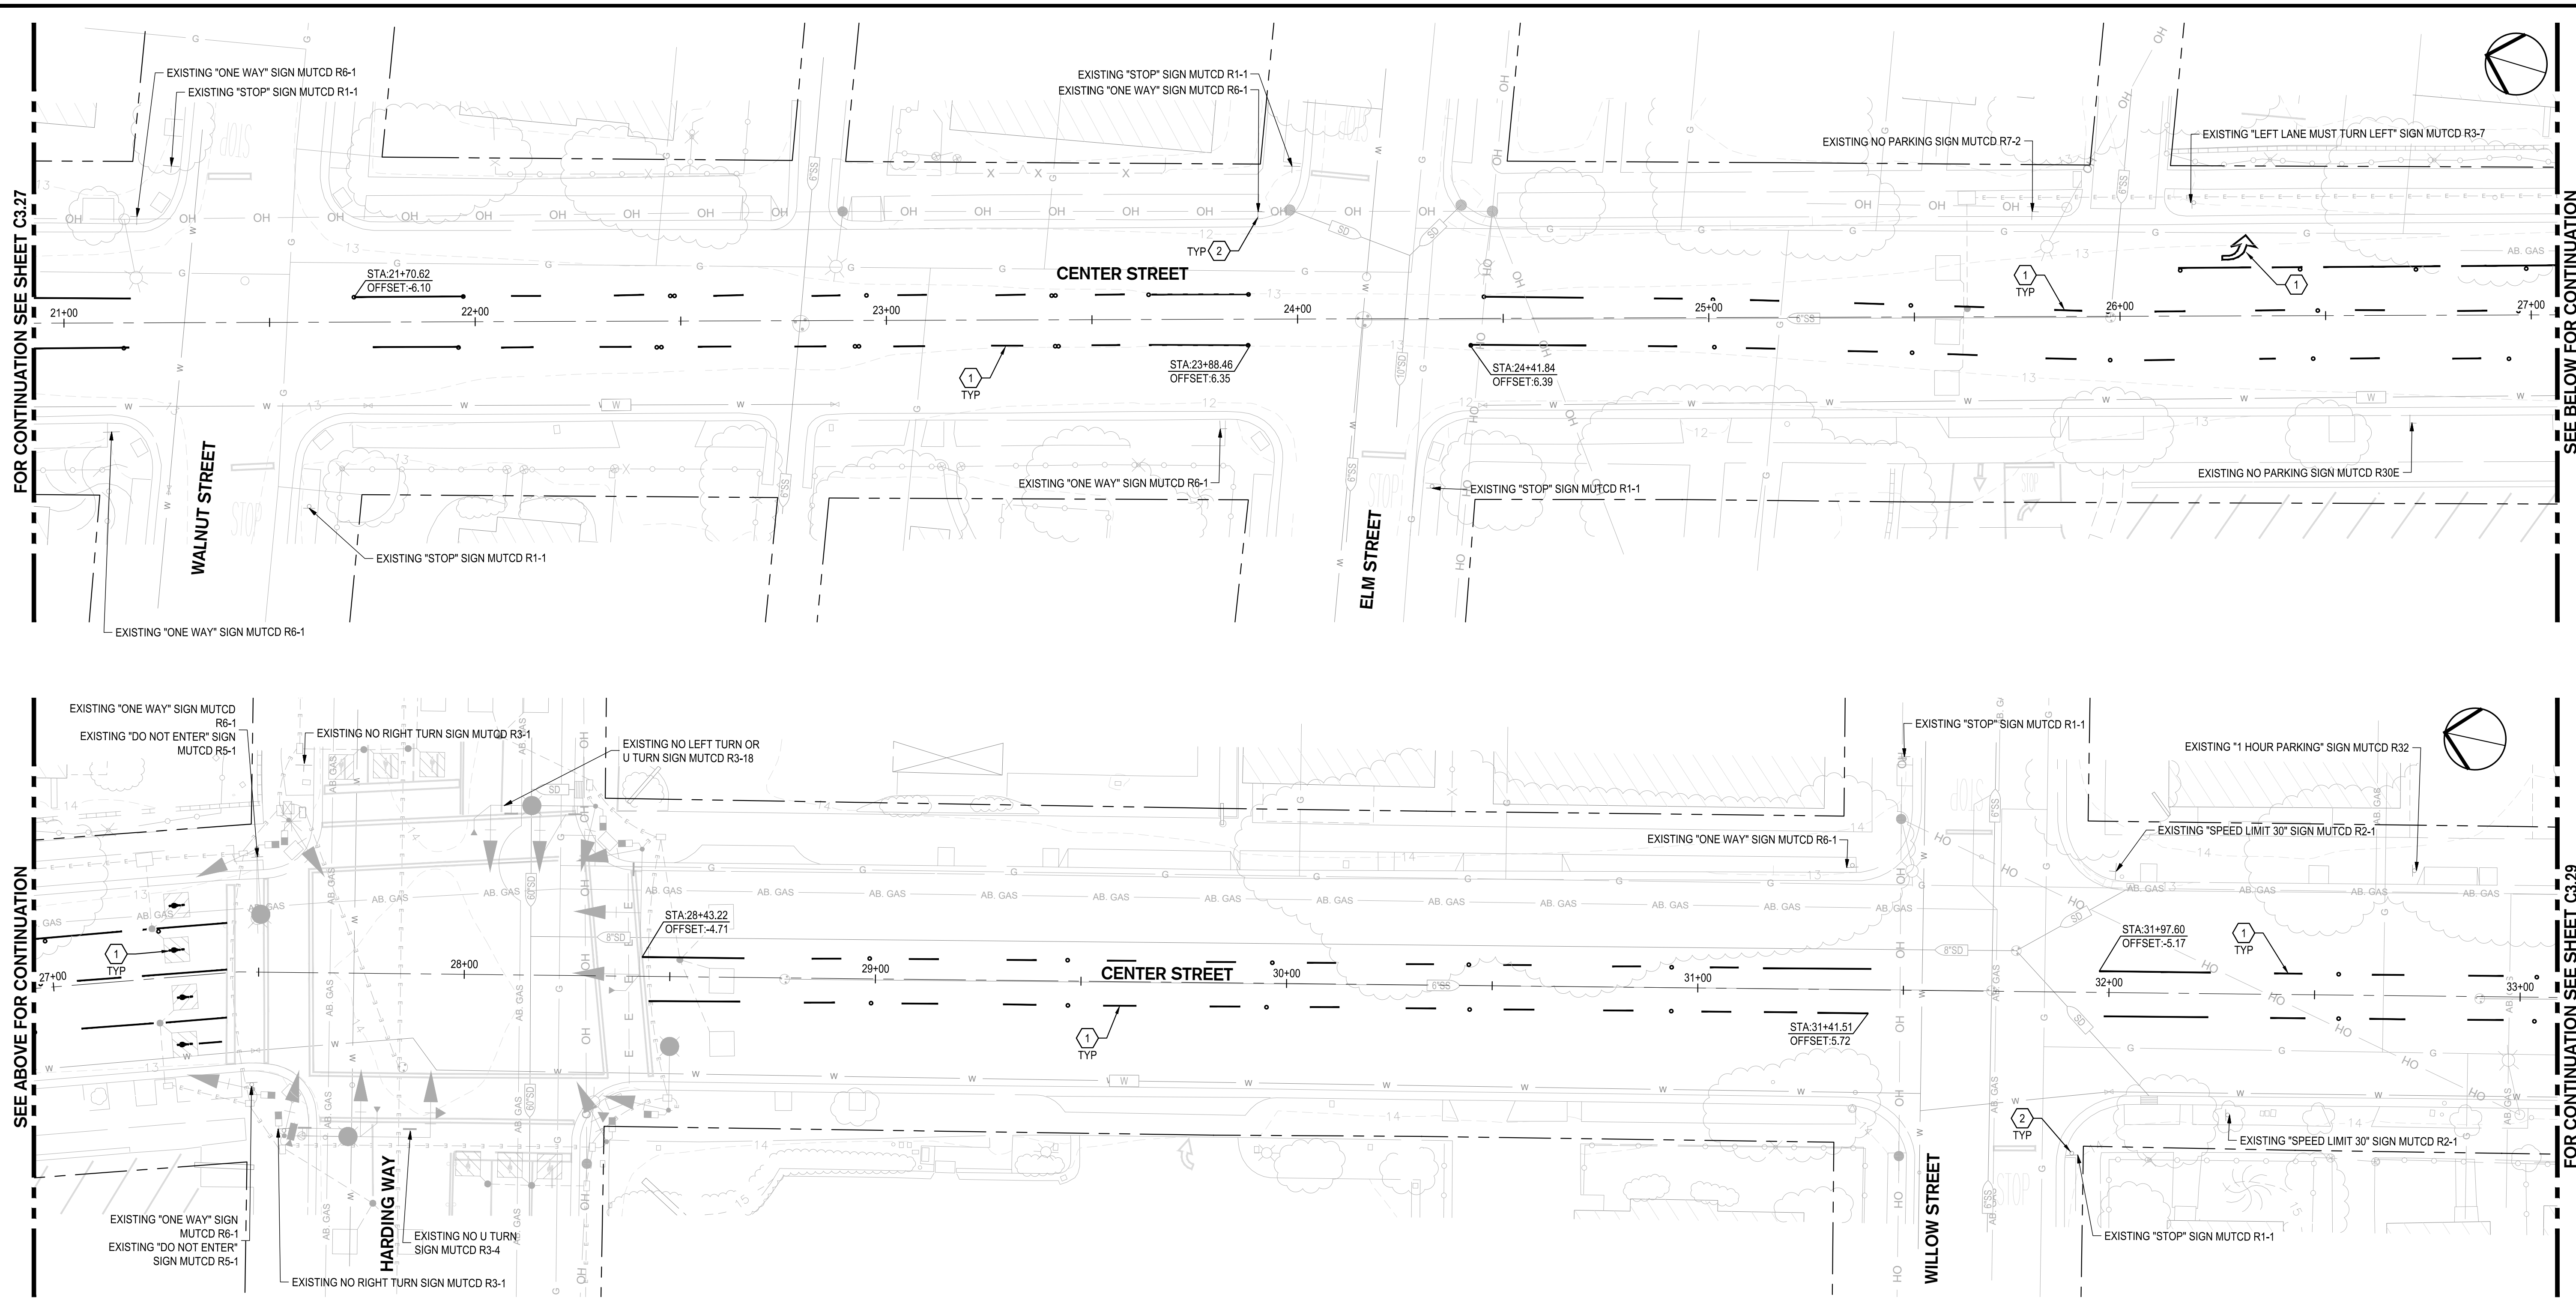 EXISTING "ONE WAY" SIGN MUTCD R6-1
EXISTING "STOP" SIGN MUTCD R1-1
EXISTING "STOP" SIGN MUTCD R1-1
EXISTING "ONE WAY" SIGN MUTCD R6-1
EXISTING NO PARKING SIGN MUTCD R7-2
EXISTING "LEFT LANE MUST TURN LEFT" SIGN MUTCD R3-7
FOR CONTINUATION SEE SHEET C3.27
SEE BELOW FOR CONTINUATION
STOP
TYP 2
CENTER STREET
AB. GAS
STA:21+70.62
OFFSET:-6.10
1
TYP
1
21+00
22+00
23+00
24+00
25+00
26+00
27+00
1
TYP
STA:23+88.46
OFFSET:6.35
STA:24+41.84
OFFSET:6.39
WALNUT STREET
ELM STREET
EXISTING "ONE WAY" SIGN MUTCD R6-1
EXISTING "STOP" SIGN MUTCD R1-1
EXISTING NO PARKING SIGN MUTCD R30E
STOP
STOP
STOP
EXISTING "STOP" SIGN MUTCD R1-1
EXISTING "ONE WAY" SIGN MUTCD R6-1
EXISTING "ONE WAY" SIGN MUTCD
R6-1
EXISTING "DO NOT ENTER" SIGN
MUTCD R5-1
EXISTING NO RIGHT TURN SIGN MUTCD R3-1
EXISTING NO LEFT TURN OR
U TURN SIGN MUTCD R3-18
EXISTING "STOP" SIGN MUTCD R1-1
EXISTING "1 HOUR PARKING" SIGN MUTCD R32
EXISTING "SPEED LIMIT 30" SIGN MUTCD R2-1
EXISTING "ONE WAY" SIGN MUTCD R6-1
SEE ABOVE FOR CONTINUATION
FOR CONTINUATION SEE SHEET C3.29
STOP
STA:28+43.22
OFFSET:-4.71
STA:31+97.60
OFFSET:-5.17
1
TYP
1
TYP
CENTER STREET
27+00
28+00
29+00
30+00
31+00
32+00
33+00
1
TYP
STA:31+41.51
OFFSET:5.72
2
TYP
EXISTING "SPEED LIMIT 30" SIGN MUTCD R2-1
STOP
HARDING WAY
WILLOW STREET
EXISTING "ONE WAY" SIGN
MUTCD R6-1
EXISTING "DO NOT ENTER"
SIGN MUTCD R5-1
EXISTING NO U TURN
SIGN MUTCD R3-4
EXISTING "STOP" SIGN MUTCD R1-1
EXISTING NO RIGHT TURN SIGN MUTCD R3-1